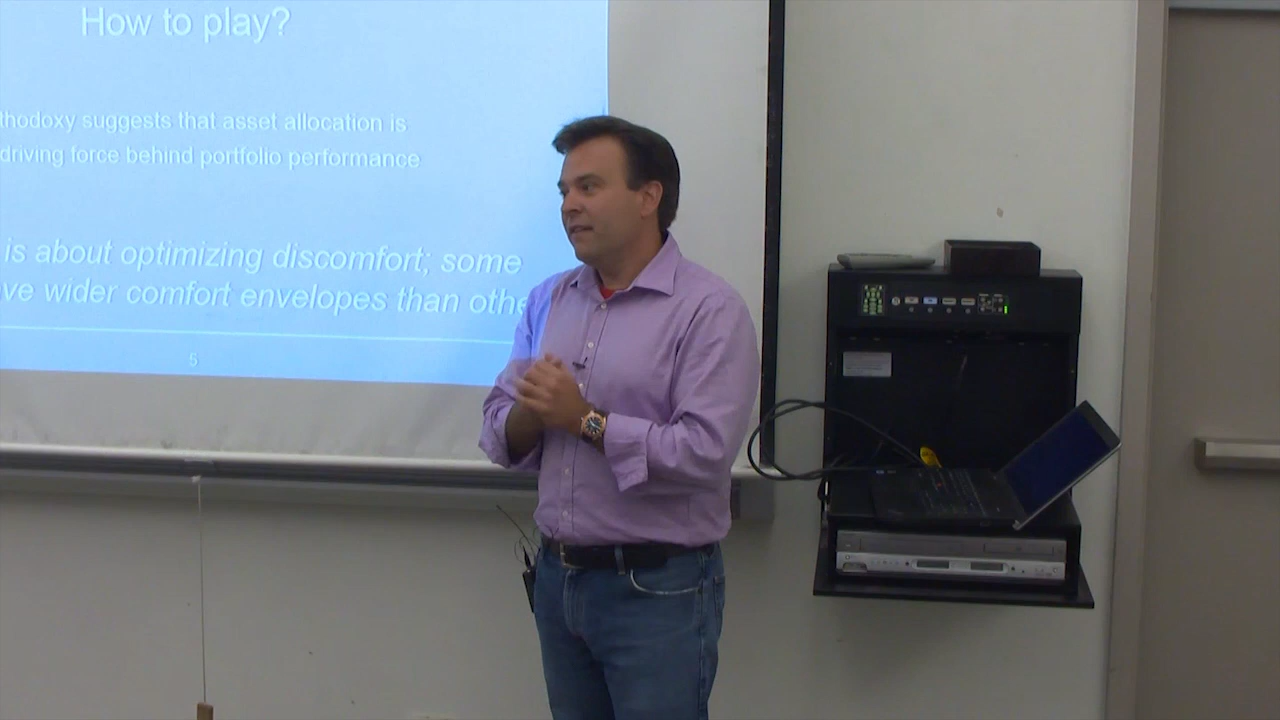 How to play?
thodoxy suggests that asset allocation is
driving force behind portfolio performance
is about optimizing discomfort; some
ve wider comfort envelopes than othe
5